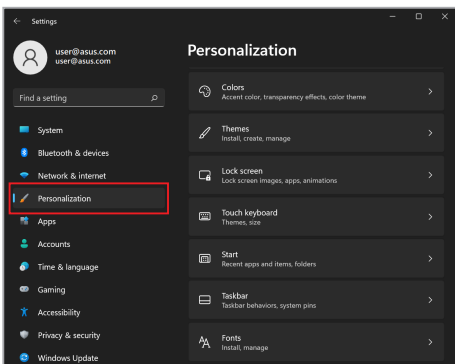 Settings
user@asus.com
user@asus.com
Find a setting
System
Bluetooth & devices
Network & internet
Personalization
Apps
Accounts
Time & language
Gaming
Accessibility
Privacy & security
Windows Update
Personalization
Colors
Accent color, transparency effects, color theme
Themes
Install, create, manage
Lock screen
Lock screen images, apps, animations
Touch keyboard
Themes, size
Start
Recent apps and items, folders
Taskbar
Taskbar behaviors, system pins
Fonts
Install, manage